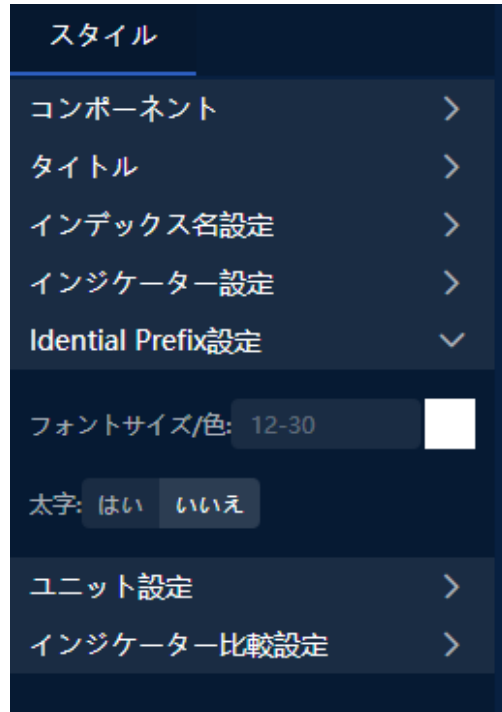 スタイル
コンポーネント
タイトル
インデックス名設定
インジケーター設定
Idential Prefix設定
フォントサイズ/色: 12-30
太字: はい いいえ
ユニット設定
インジケーター比較設定